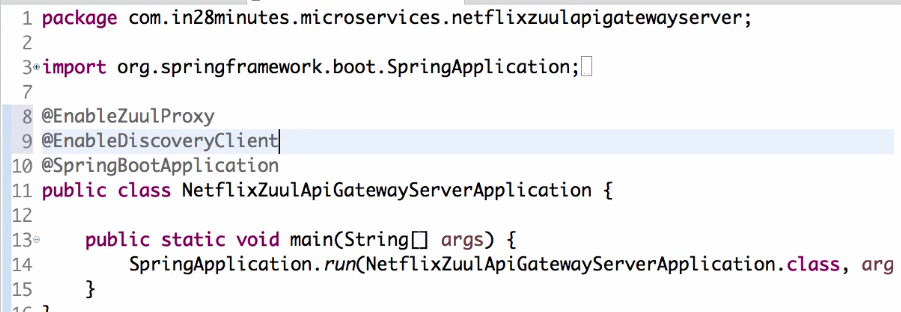 1 package com.in28minutes.microservices.netflixzuulapigatewayserver;
2
3 import org.springframework.boot.SpringApplication;
7
8 @EnableZuulProxy
9 @EnableDiscoveryClient
10 @SpringBootApplication
11 public class NetflixZuulApiGatewayServerApplication {
12
13 public static void main(String[] args) {
14 SpringApplication.run(NetflixZuulApiGatewayServerApplication.class, arg
15 }
16 }